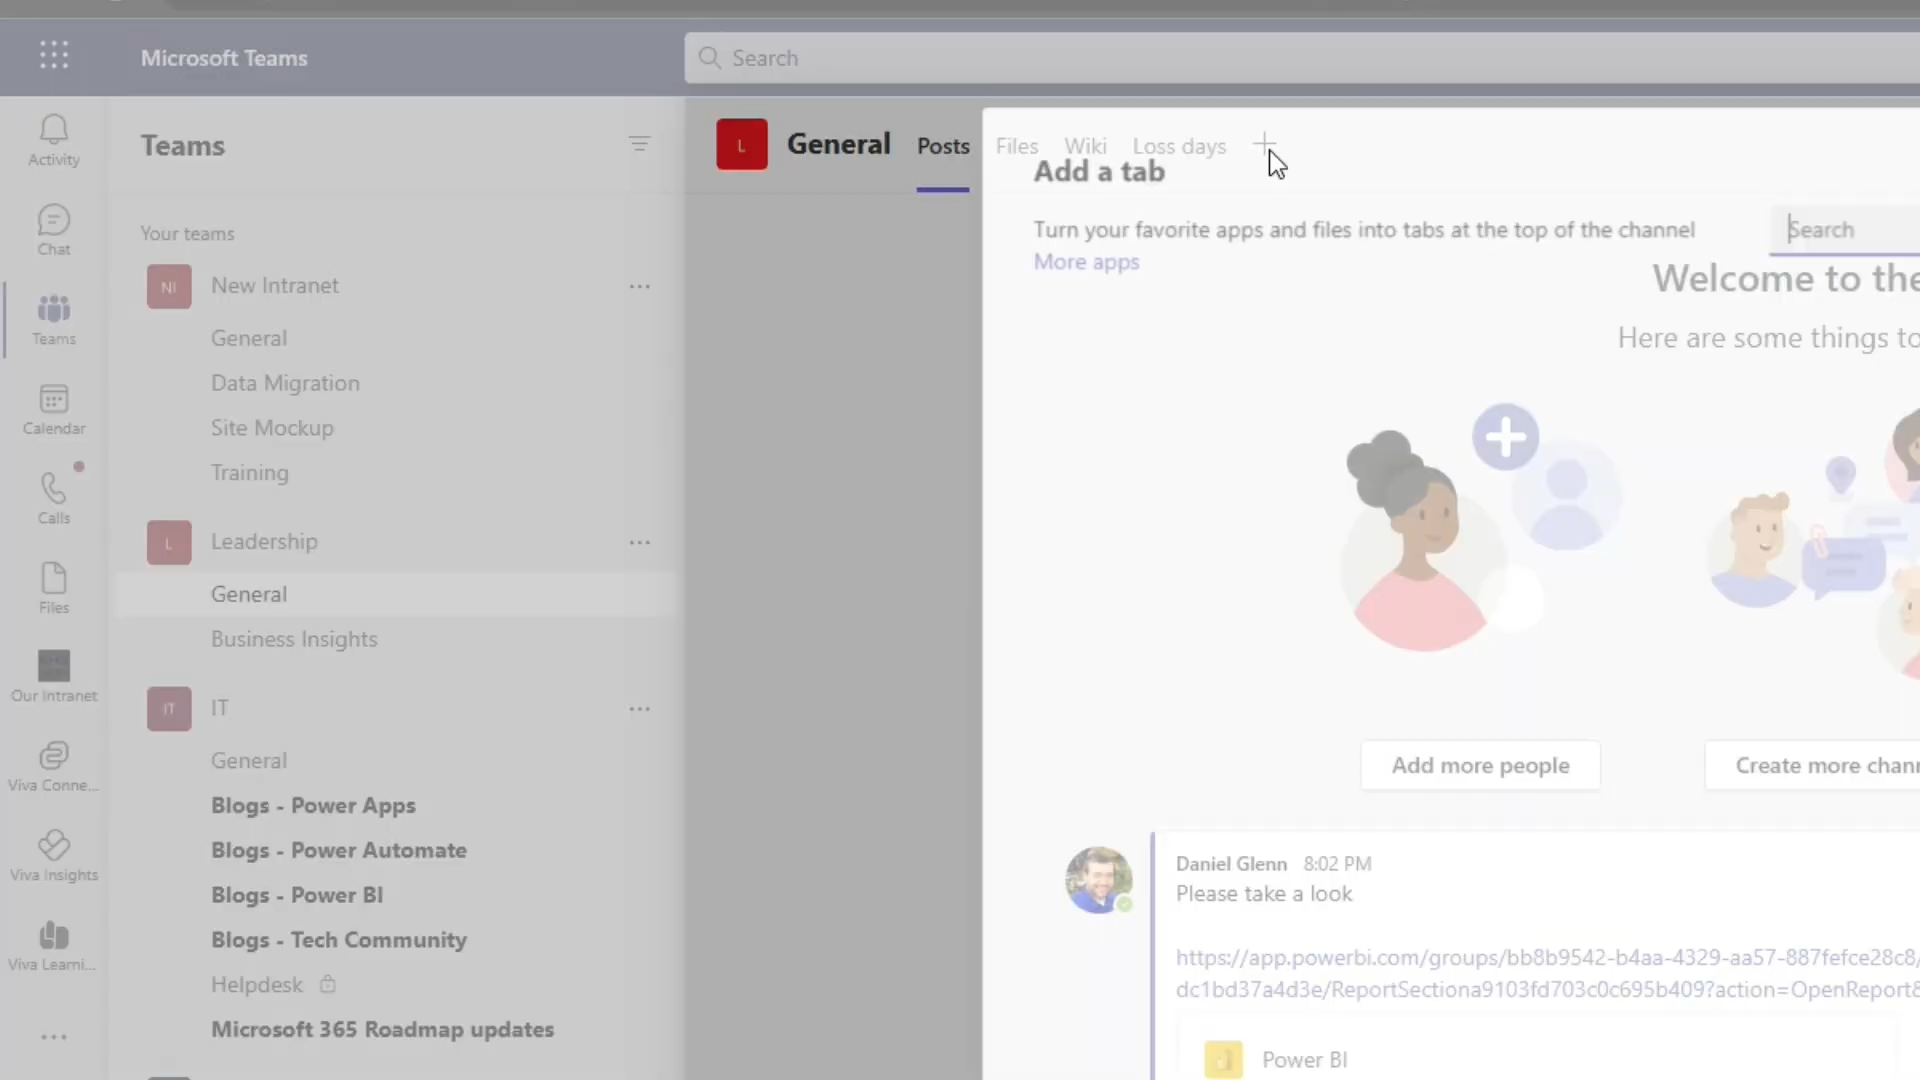 Microsoft Teams
Search
Activity
Chat
Teams
Calendar
Calls
Files
Our Intranet
Viva Conne...
Viva Insights
Viva Learni...
Teams
Your teams
NI New Intranet
General
Data Migration
Site Mockup
Training
L Leadership
General
Business Insights
IT IT
General
Blogs - Power Apps
Blogs - Power Automate
Blogs - Power BI
Blogs - Tech Community
Helpdesk
Microsoft 365 Roadmap updates
L General Posts Files Wiki Loss days
Add a tab
Turn your favorite apps and files into tabs at the top of the channel
Search
More apps
Welcome to the
Here are some things to
Add more people
Create more chann
Daniel Glenn 8:02 PM
Please take a look
https://app.powerbi.com/groups/bb8b9542-b4aa-4329-aa57-887fefce28c8/
dc1bd37a4d3e/ReportSectiona9103fd703c0c695b409?action=OpenReport&
Power BI